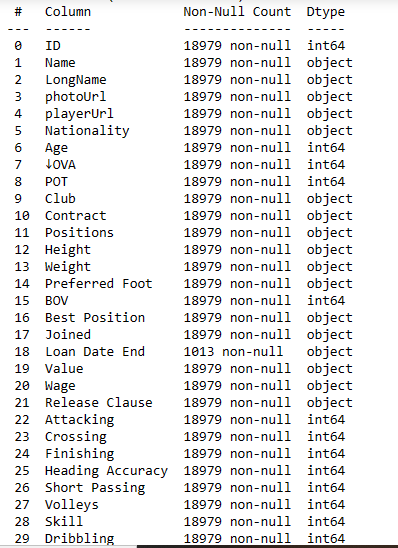 #   Column            Non-Null Count  Dtype
---  ------            --------------  -----
0   ID                18979 non-null  int64
1   Name              18979 non-null  object
2   LongName          18979 non-null  object
3   photoUrl          18979 non-null  object
4   playerUrl         18979 non-null  object
5   Nationality       18979 non-null  object
6   Age               18979 non-null  int64
7   ↓OVA              18979 non-null  int64
8   POT               18979 non-null  int64
9   Club              18979 non-null  object
10  Contract          18979 non-null  object
11  Positions         18979 non-null  object
12  Height            18979 non-null  object
13  Weight            18979 non-null  object
14  Preferred Foot    18979 non-null  object
15  BOV               18979 non-null  int64
16  Best Position     18979 non-null  object
17  Joined            18979 non-null  object
18  Loan Date End     1013 non-null   object
19  Value             18979 non-null  object
20  Wage              18979 non-null  object
21  Release Clause    18979 non-null  object
22  Attacking         18979 non-null  int64
23  Crossing          18979 non-null  int64
24  Finishing         18979 non-null  int64
25  Heading Accuracy  18979 non-null  int64
26  Short Passing     18979 non-null  int64
27  Volleys           18979 non-null  int64
28  Skill             18979 non-null  int64
29  Dribbling         18979 non-null  int64